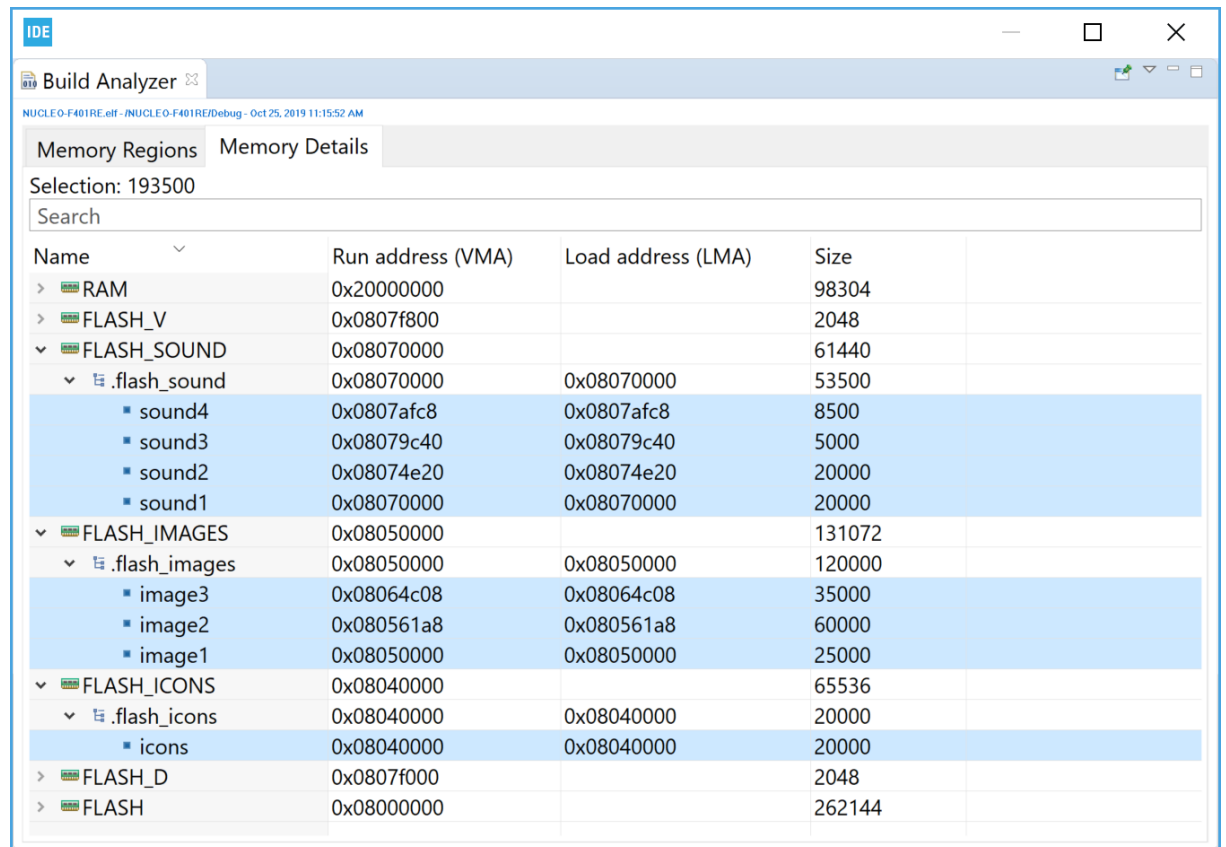 IDE
Build Analyzer
NUCLEO-F401RE.elf - /NUCLEO-F401RE/Debug - Oct 25, 2019 11:15:52 AM
Memory Regions Memory Details
Selection: 193500
Search
Name Run address (VMA) Load address (LMA) Size
RAM 0x20000000 98304
FLASH_V 0x0807f800 2048
FLASH_SOUND 0x08070000 61440
.flash_sound 0x08070000 0x08070000 53500
sound4 0x0807afc8 0x0807afc8 8500
sound3 0x08079c40 0x08079c40 5000
sound2 0x08074e20 0x08074e20 20000
sound1 0x08070000 0x08070000 20000
FLASH_IMAGES 0x08050000 131072
.flash_images 0x08050000 0x08050000 120000
image3 0x08064c08 0x08064c08 35000
image2 0x080561a8 0x080561a8 60000
image1 0x08050000 0x08050000 25000
FLASH_ICONS 0x08040000 65536
.flash_icons 0x08040000 0x08040000 20000
icons 0x08040000 0x08040000 20000
FLASH_D 0x0807f000 2048
FLASH 0x08000000 262144